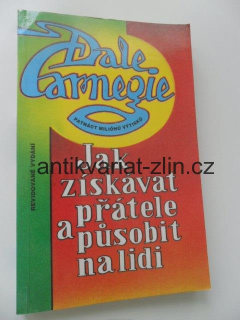 Dale
Carnegie
PATNÁCT MILIÓNŮ VÝTISKŮ
REVIDOVANÉ VYDÁNÍ
Jak
antikvariat-zlin.cz
získávat
přátele
a působit
na lidi